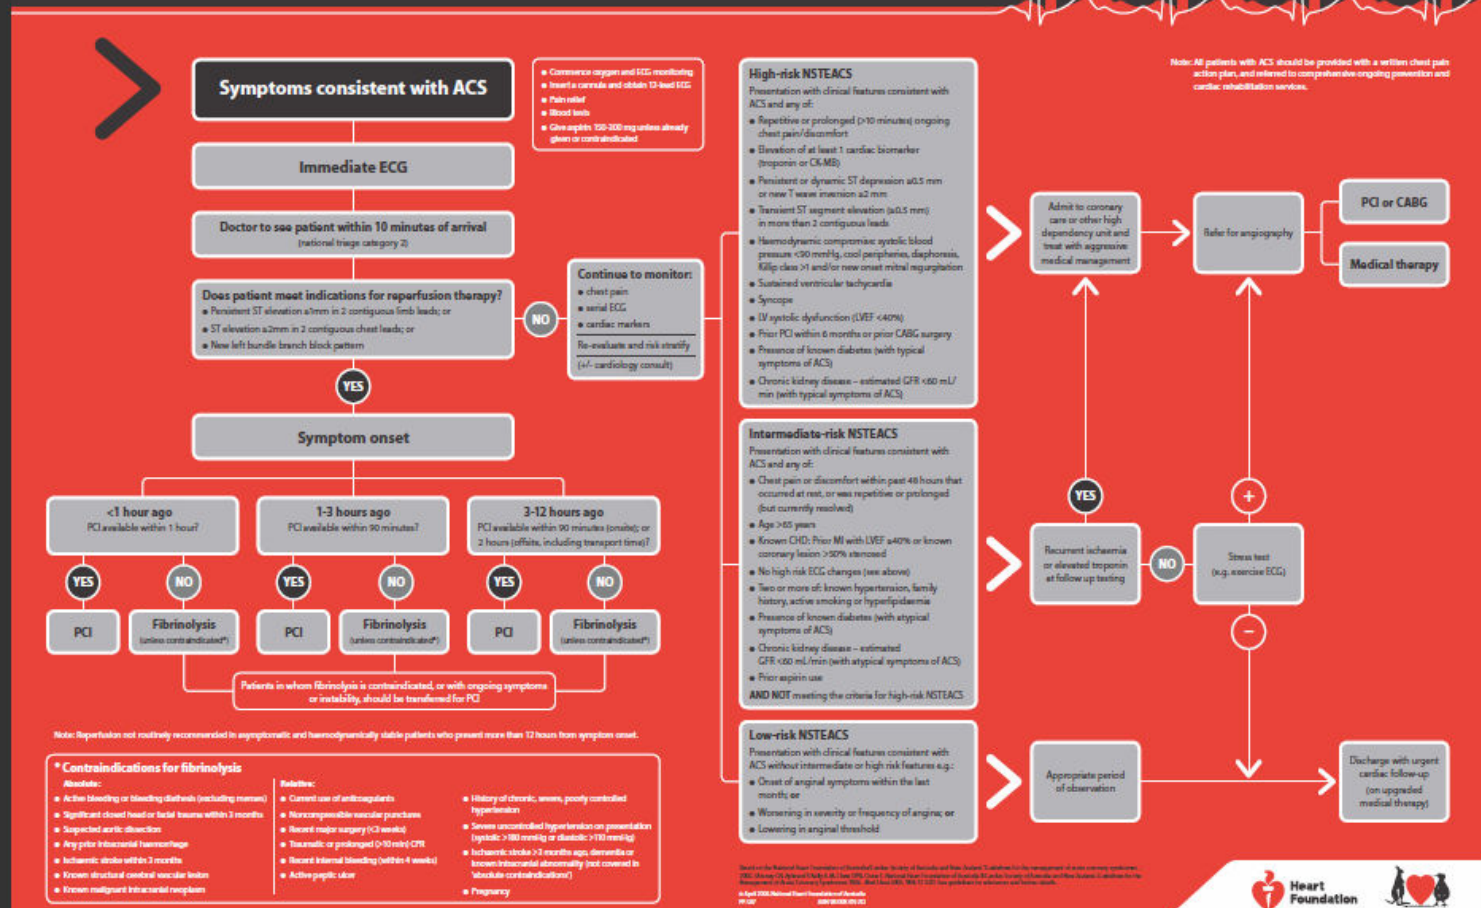 Symptoms consistent with ACS
• Commence oxygen and ECG monitoring
• Insert a cannula and obtain 12-lead ECG
• Pain relief
• Blood tests
• Give aspirin 150-300 mg unless already
given or contraindicated
Immediate ECG
Doctor to see patient within 10 minutes of arrival
(national triage category 2)
Does patient meet indications for reperfusion therapy?
• Persistent ST elevation ≥1mm in 2 contiguous limb leads; or
• ST elevation ≥2mm in 2 contiguous chest leads; or
• New left bundle branch block pattern
NO
Continue to monitor:
• chest pain
• serial ECG
• cardiac markers
Re-evaluate and risk stratify
(+/- cardiology consult)
YES
Symptom onset
<1 hour ago
PCI available within 1 hour?
1-3 hours ago
PCI available within 90 minutes?
3-12 hours ago
PCI available within 90 minutes (onsite); or
2 hours (offsite, including transport time)?
YES
NO
YES
NO
YES
NO
PCI
Fibrinolysis
(unless contraindicated*)
PCI
Fibrinolysis
(unless contraindicated*)
PCI
Fibrinolysis
(unless contraindicated*)
Patients in whom fibrinolysis is contraindicated, or with ongoing symptoms
or instability, should be transferred for PCI
Note: Reperfusion not routinely recommended in asymptomatic and haemodynamically stable patients who present more than 12 hours from symptom onset.
* Contraindications for fibrinolysis
Absolute:
• Active bleeding or bleeding diathesis (excluding menses)
• Significant closed head or facial trauma within 3 months
• Suspected aortic dissection
• Any prior intracranial haemorrhage
• Ischaemic stroke within 3 months
• Known structural cerebral vascular lesion
• Known malignant intracranial neoplasm
Relative:
• Current use of anticoagulants
• Noncompressible vascular punctures
• Recent major surgery (<3 weeks)
• Traumatic or prolonged (>10 min) CPR
• Recent internal bleeding (within 4 weeks)
• Active peptic ulcer
• History of chronic, severe, poorly controlled
hypertension
• Severe uncontrolled hypertension on presentation
(systolic >180 mmHg or diastolic >110 mmHg)
• Ischaemic stroke >3 months ago, dementia or
known intracranial abnormality (not covered in
'absolute contraindications')
• Pregnancy
High-risk NSTEACS
Presentation with clinical features consistent with
ACS and any of:
• Repetitive or prolonged (>10 minutes) ongoing
chest pain/discomfort
• Elevation of at least 1 cardiac biomarker
(troponin or CK-MB)
• Persistent or dynamic ST depression ≥0.5 mm
or new T wave inversion ≥2 mm
• Transient ST segment elevation (≥0.5 mm)
in more than 2 contiguous leads
• Haemodynamic compromise: systolic blood
pressure <90 mmHg, cool peripheries, diaphoresis,
Killip class >1 and/or new onset mitral regurgitation
• Sustained ventricular tachycardia
• Syncope
• LV systolic dysfunction (LVEF <40%)
• Prior PCI within 6 months or prior CABG surgery
• Presence of known diabetes (with typical
symptoms of ACS)
• Chronic kidney disease – estimated GFR <60 mL/
min (with typical symptoms of ACS)
Intermediate-risk NSTEACS
Presentation with clinical features consistent with
ACS and any of:
• Chest pain or discomfort within past 48 hours that
occurred at rest, or was repetitive or prolonged
(but currently resolved)
• Age >65 years
• Known CHD: Prior MI with LVEF ≥40% or known
coronary lesion >50% stenosed
• No high risk ECG changes (see above)
• Two or more of: known hypertension, family
history, active smoking or hyperlipidaemia
• Presence of known diabetes (with atypical
symptoms of ACS)
• Chronic kidney disease – estimated
GFR <60 mL/min (with atypical symptoms of ACS)
• Prior aspirin use
AND NOT meeting the criteria for high-risk NSTEACS
Low-risk NSTEACS
Presentation with clinical features consistent with
ACS without intermediate or high risk features e.g.:
• Onset of anginal symptoms within the last
month; or
• Worsening in severity or frequency of angina; or
• Lowering in anginal threshold
Note: All patients with ACS should be provided with a written chest pain
action plan, and referred to comprehensive ongoing prevention and
cardiac rehabilitation services.
Admit to coronary
care or other high
dependency unit and
treat with aggressive
medical management
Refer for angiography
PCI or CABG
Medical therapy
YES
+
Recurrent ischaemia
or elevated troponin
at follow up testing
NO
Stress test
(e.g. exercise ECG)
−
Appropriate period
of observation
Discharge with urgent
cardiac follow-up
(on upgraded
medical therapy)
Heart
Foundation